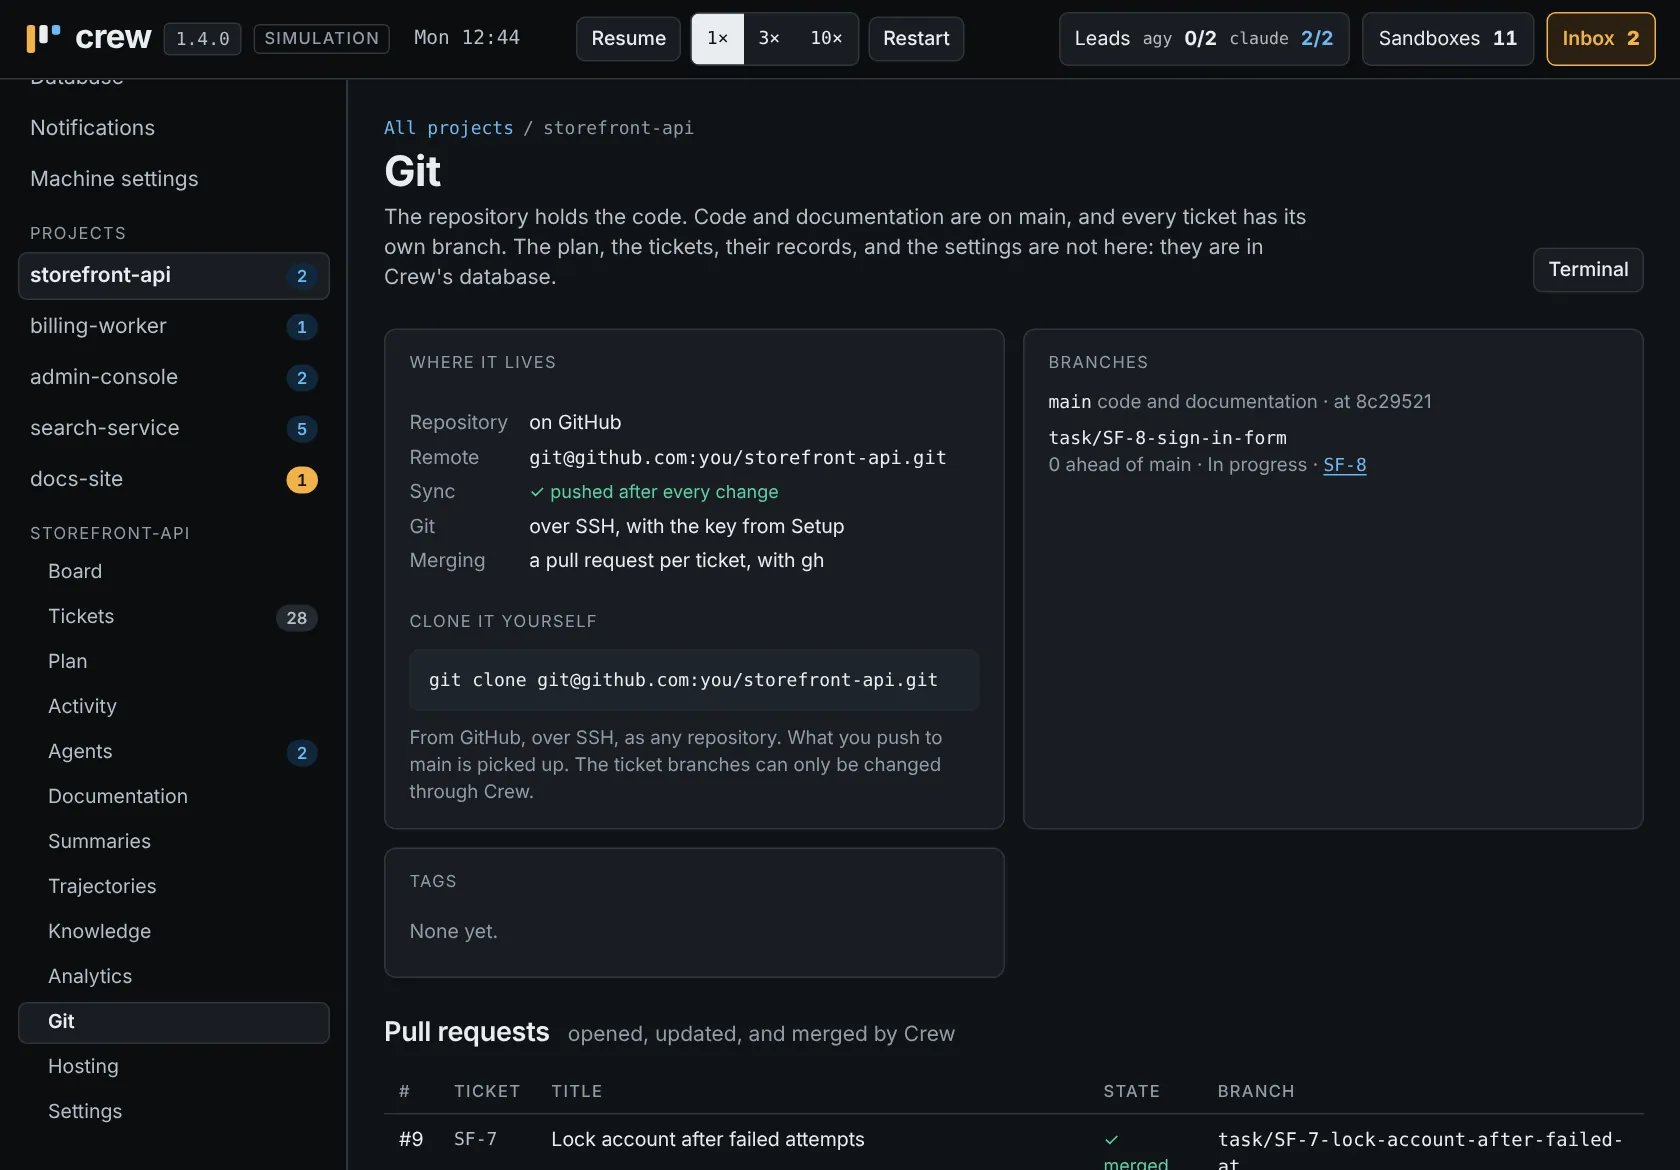 crew 1.4.0 SIMULATION Mon 12:44 Resume 1× 3× 10× Restart Leads agy 0/2 claude 2/2 Sandboxes 11 Inbox 2
Database
Notifications
Machine settings
PROJECTS
storefront-api 2
billing-worker 1
admin-console 2
search-service 5
docs-site 1
STOREFRONT-API
Board
Tickets 28
Plan
Activity
Agents 2
Documentation
Summaries
Trajectories
Knowledge
Analytics
Git
Hosting
Settings
All projects / storefront-api
Git
The repository holds the code. Code and documentation are on main, and every ticket has its
own branch. The plan, the tickets, their records, and the settings are not here: they are in
Crew's database.
Terminal
WHERE IT LIVES
Repository on GitHub
Remote git@github.com:you/storefront-api.git
Sync ✓ pushed after every change
Git over SSH, with the key from Setup
Merging a pull request per ticket, with gh
CLONE IT YOURSELF
git clone git@github.com:you/storefront-api.git
From GitHub, over SSH, as any repository. What you push to
main is picked up. The ticket branches can only be changed
through Crew.
BRANCHES
main code and documentation · at 8c29521
task/SF-8-sign-in-form
0 ahead of main · In progress · SF-8
TAGS
None yet.
Pull requests opened, updated, and merged by Crew
# TICKET TITLE STATE BRANCH
#9 SF-7 Lock account after failed attempts ✓ task/SF-7-lock-account-after-failed-
merged at